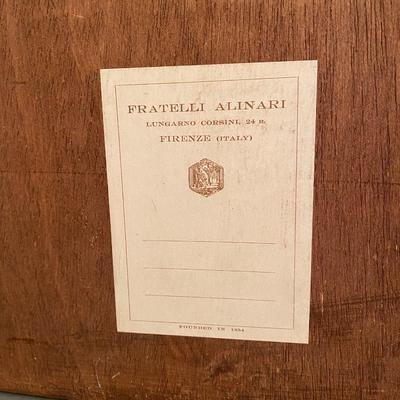 FRATELLI ALINARI
LUNGARNO CORSINI, 24 R.
FIRENZE (ITALY)
FOUNDED IN 1854